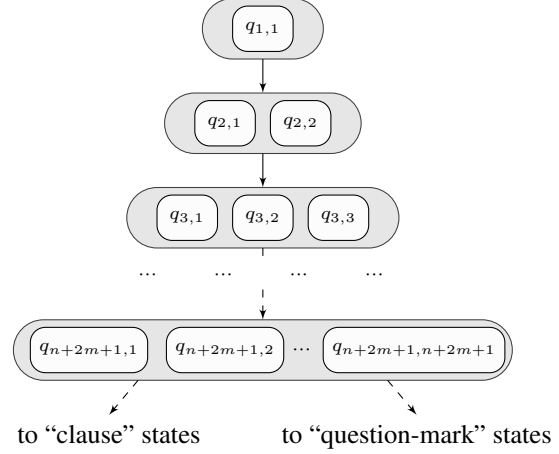 q1,1
q2,1 q2,2
q3,1 q3,2 q3,3
... ... ... ...
qn+2m+1,1 qn+2m+1,2 ... qn+2m+1,n+2m+1
to “clause” states to “question-mark” states